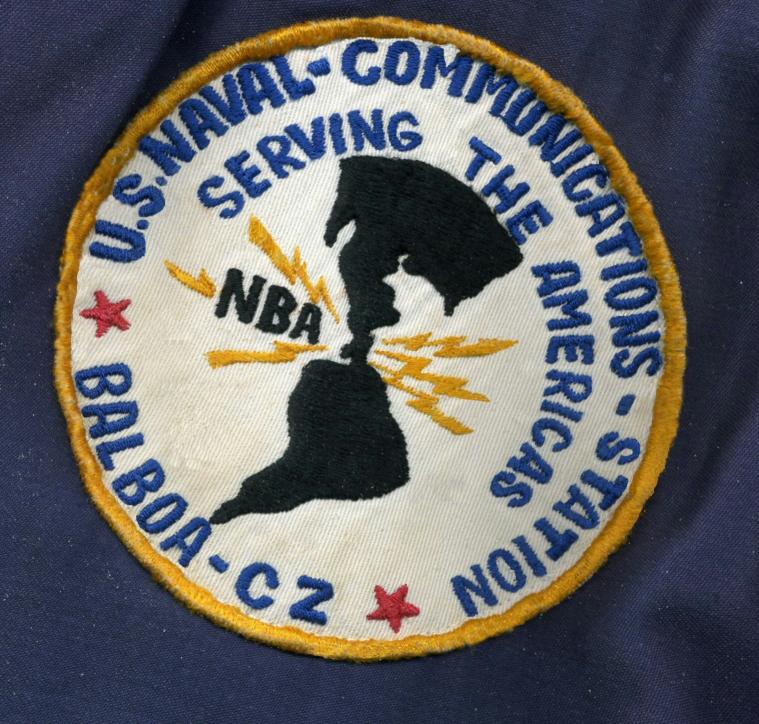 U.S. NAVAL-COMMUNICATIONS-STATION
SERVING THE AMERICAS
NBA
BALBOA-CZ